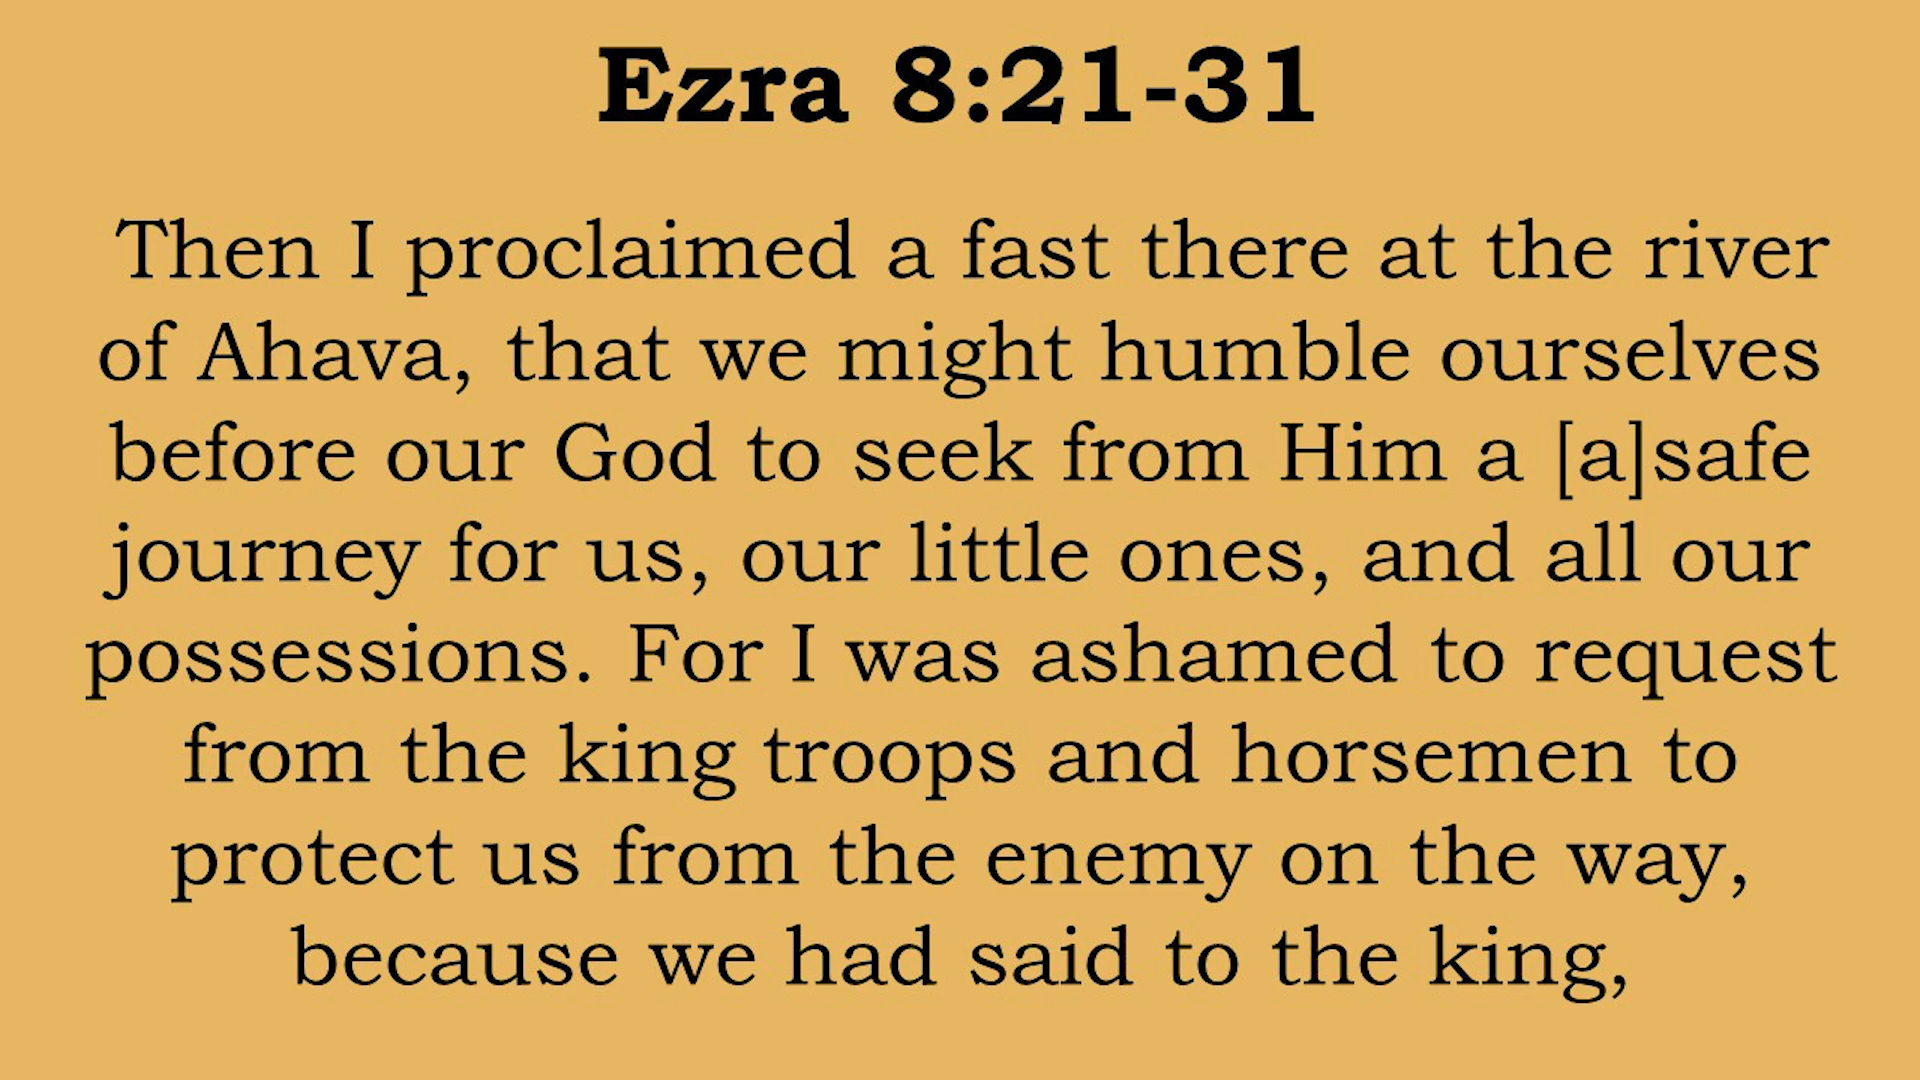 Ezra 8:21-31
Then I proclaimed a fast there at the river
of Ahava, that we might humble ourselves
before our God to seek from Him a [a]safe
journey for us, our little ones, and all our
possessions. For I was ashamed to request
from the king troops and horsemen to
protect us from the enemy on the way,
because we had said to the king,